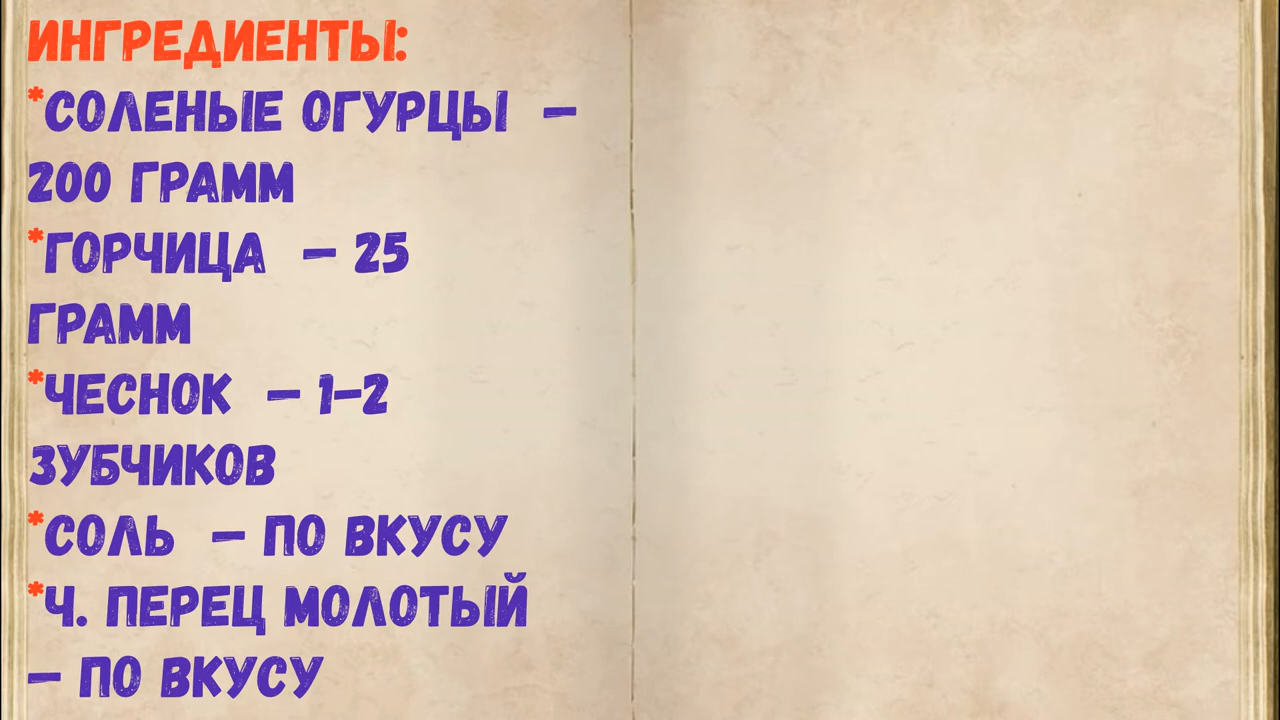 ИНГРЕДИЕНТЫ:
*СОЛЕНЫЕ ОГУРЦЫ –
200 ГРАММ
*ГОРЧИЦА – 25
ГРАММ
*ЧЕСНОК – 1-2
ЗУБЧИКОВ
*СОЛЬ – ПО ВКУСУ
*Ч. ПЕРЕЦ МОЛОТЫЙ
– ПО ВКУСУ